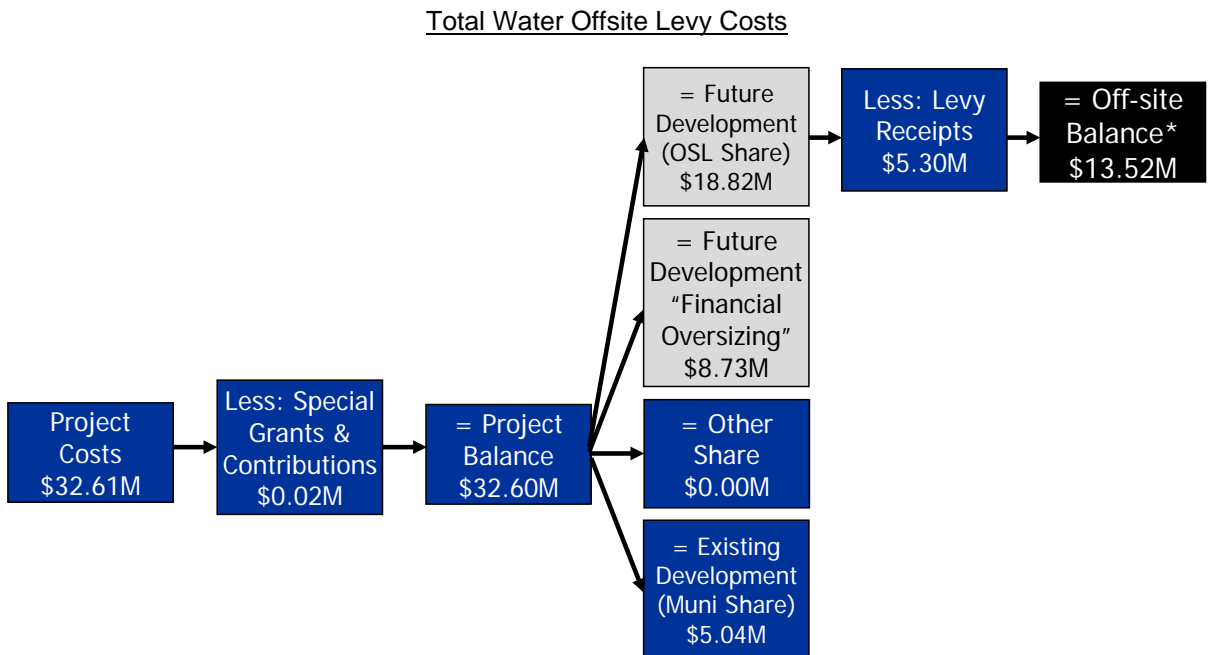 Total Water Offsite Levy Costs
Project
Costs
$32.61M
Less: Special
Grants &
Contributions
$0.02M
= Project
Balance
$32.60M
= Future
Development
(OSL Share)
$18.82M
Less: Levy
Receipts
$5.30M
= Off-site
Balance*
$13.52M
= Future
Development
“Financial
Oversizing”
$8.73M
= Other
Share
$0.00M
= Existing
Development
(Muni Share)
$5.04M